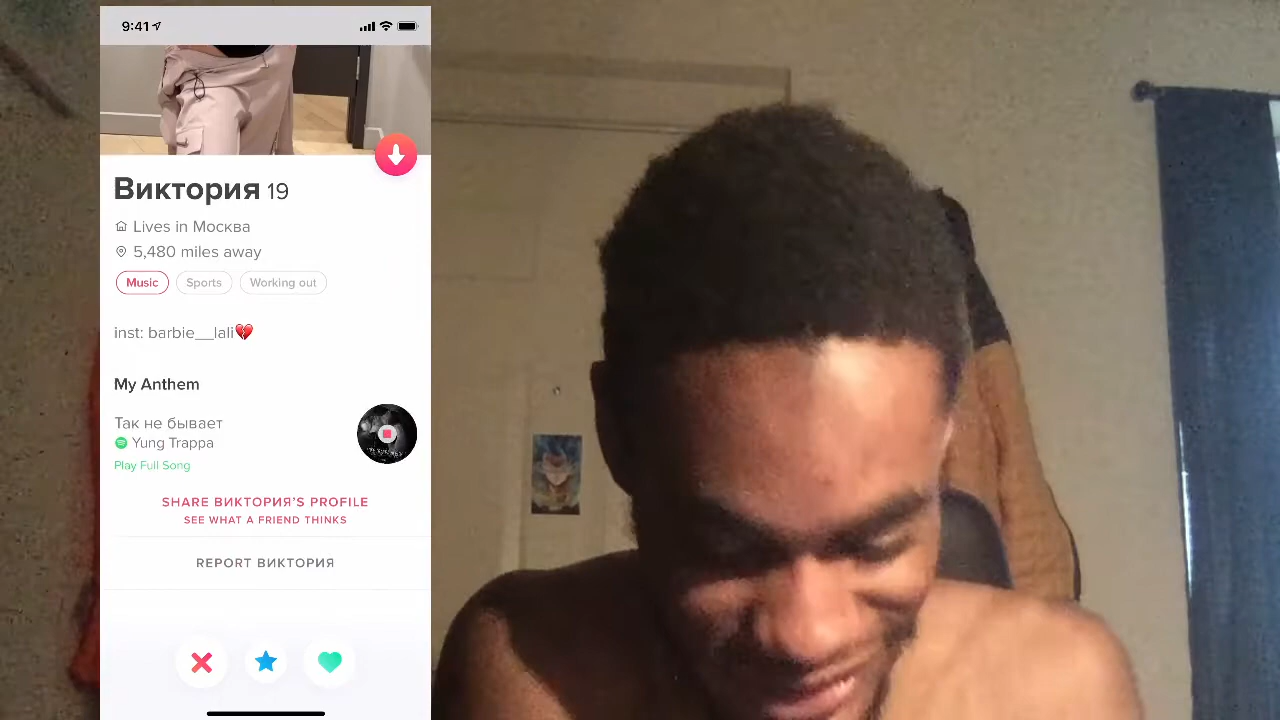 9:41
Виктория 19
Lives in Москва
5,480 miles away
Music Sports Working out
inst: barbie__lali💔
My Anthem
Так не бывает
Yung Trappa
Play Full Song
SHARE ВИКТОРИЯ'S PROFILE
SEE WHAT A FRIEND THINKS
REPORT ВИКТОРИЯ